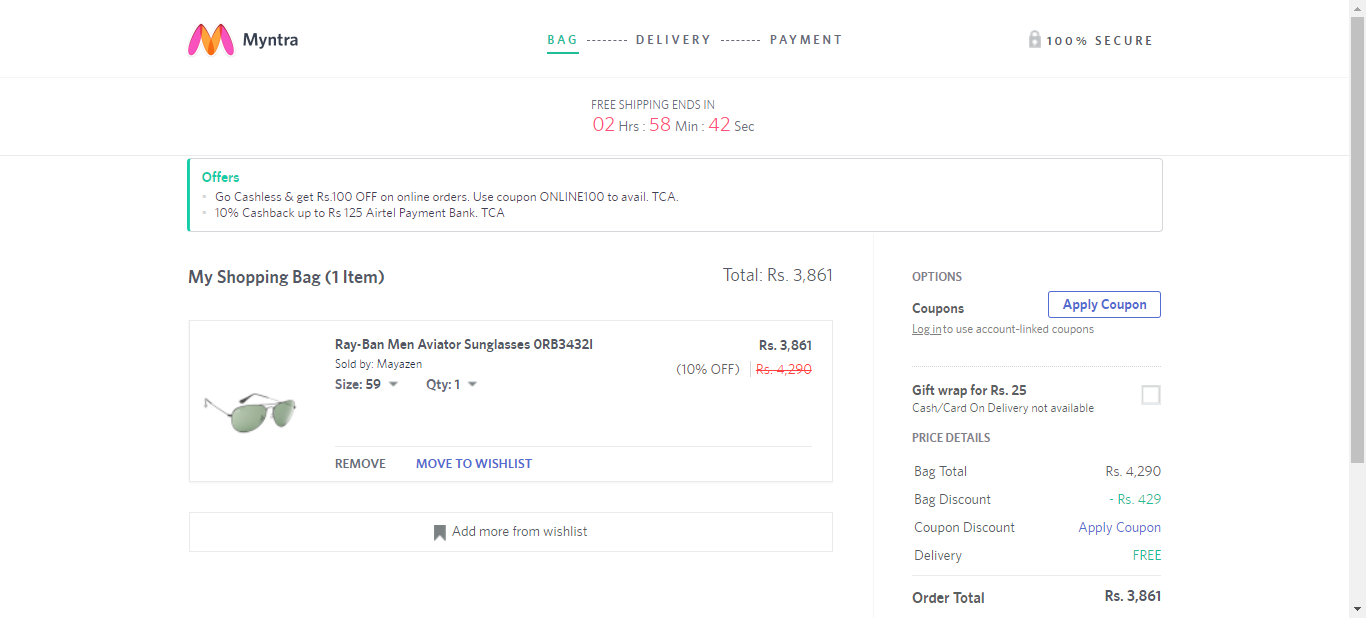 Myntra
BAG -------- DELIVERY -------- PAYMENT
100% SECURE
FREE SHIPPING ENDS IN
02 Hrs : 58 Min : 42 Sec
Offers
Go Cashless & get Rs.100 OFF on online orders. Use coupon ONLINE100 to avail. TCA.
10% Cashback up to Rs 125 Airtel Payment Bank. TCA
My Shopping Bag (1 Item)
Total: Rs. 3,861
Ray-Ban Men Aviator Sunglasses 0RB3432I
Rs. 3,861
Sold by: Mayazen
(10% OFF) Rs. 4,290
Size: 59 Qty: 1
REMOVE MOVE TO WISHLIST
Add more from wishlist
OPTIONS
Coupons
Apply Coupon
Log in to use account-linked coupons
Gift wrap for Rs. 25
Cash/Card On Delivery not available
PRICE DETAILS
Bag Total Rs. 4,290
Bag Discount - Rs. 429
Coupon Discount Apply Coupon
Delivery FREE
Order Total Rs. 3,861